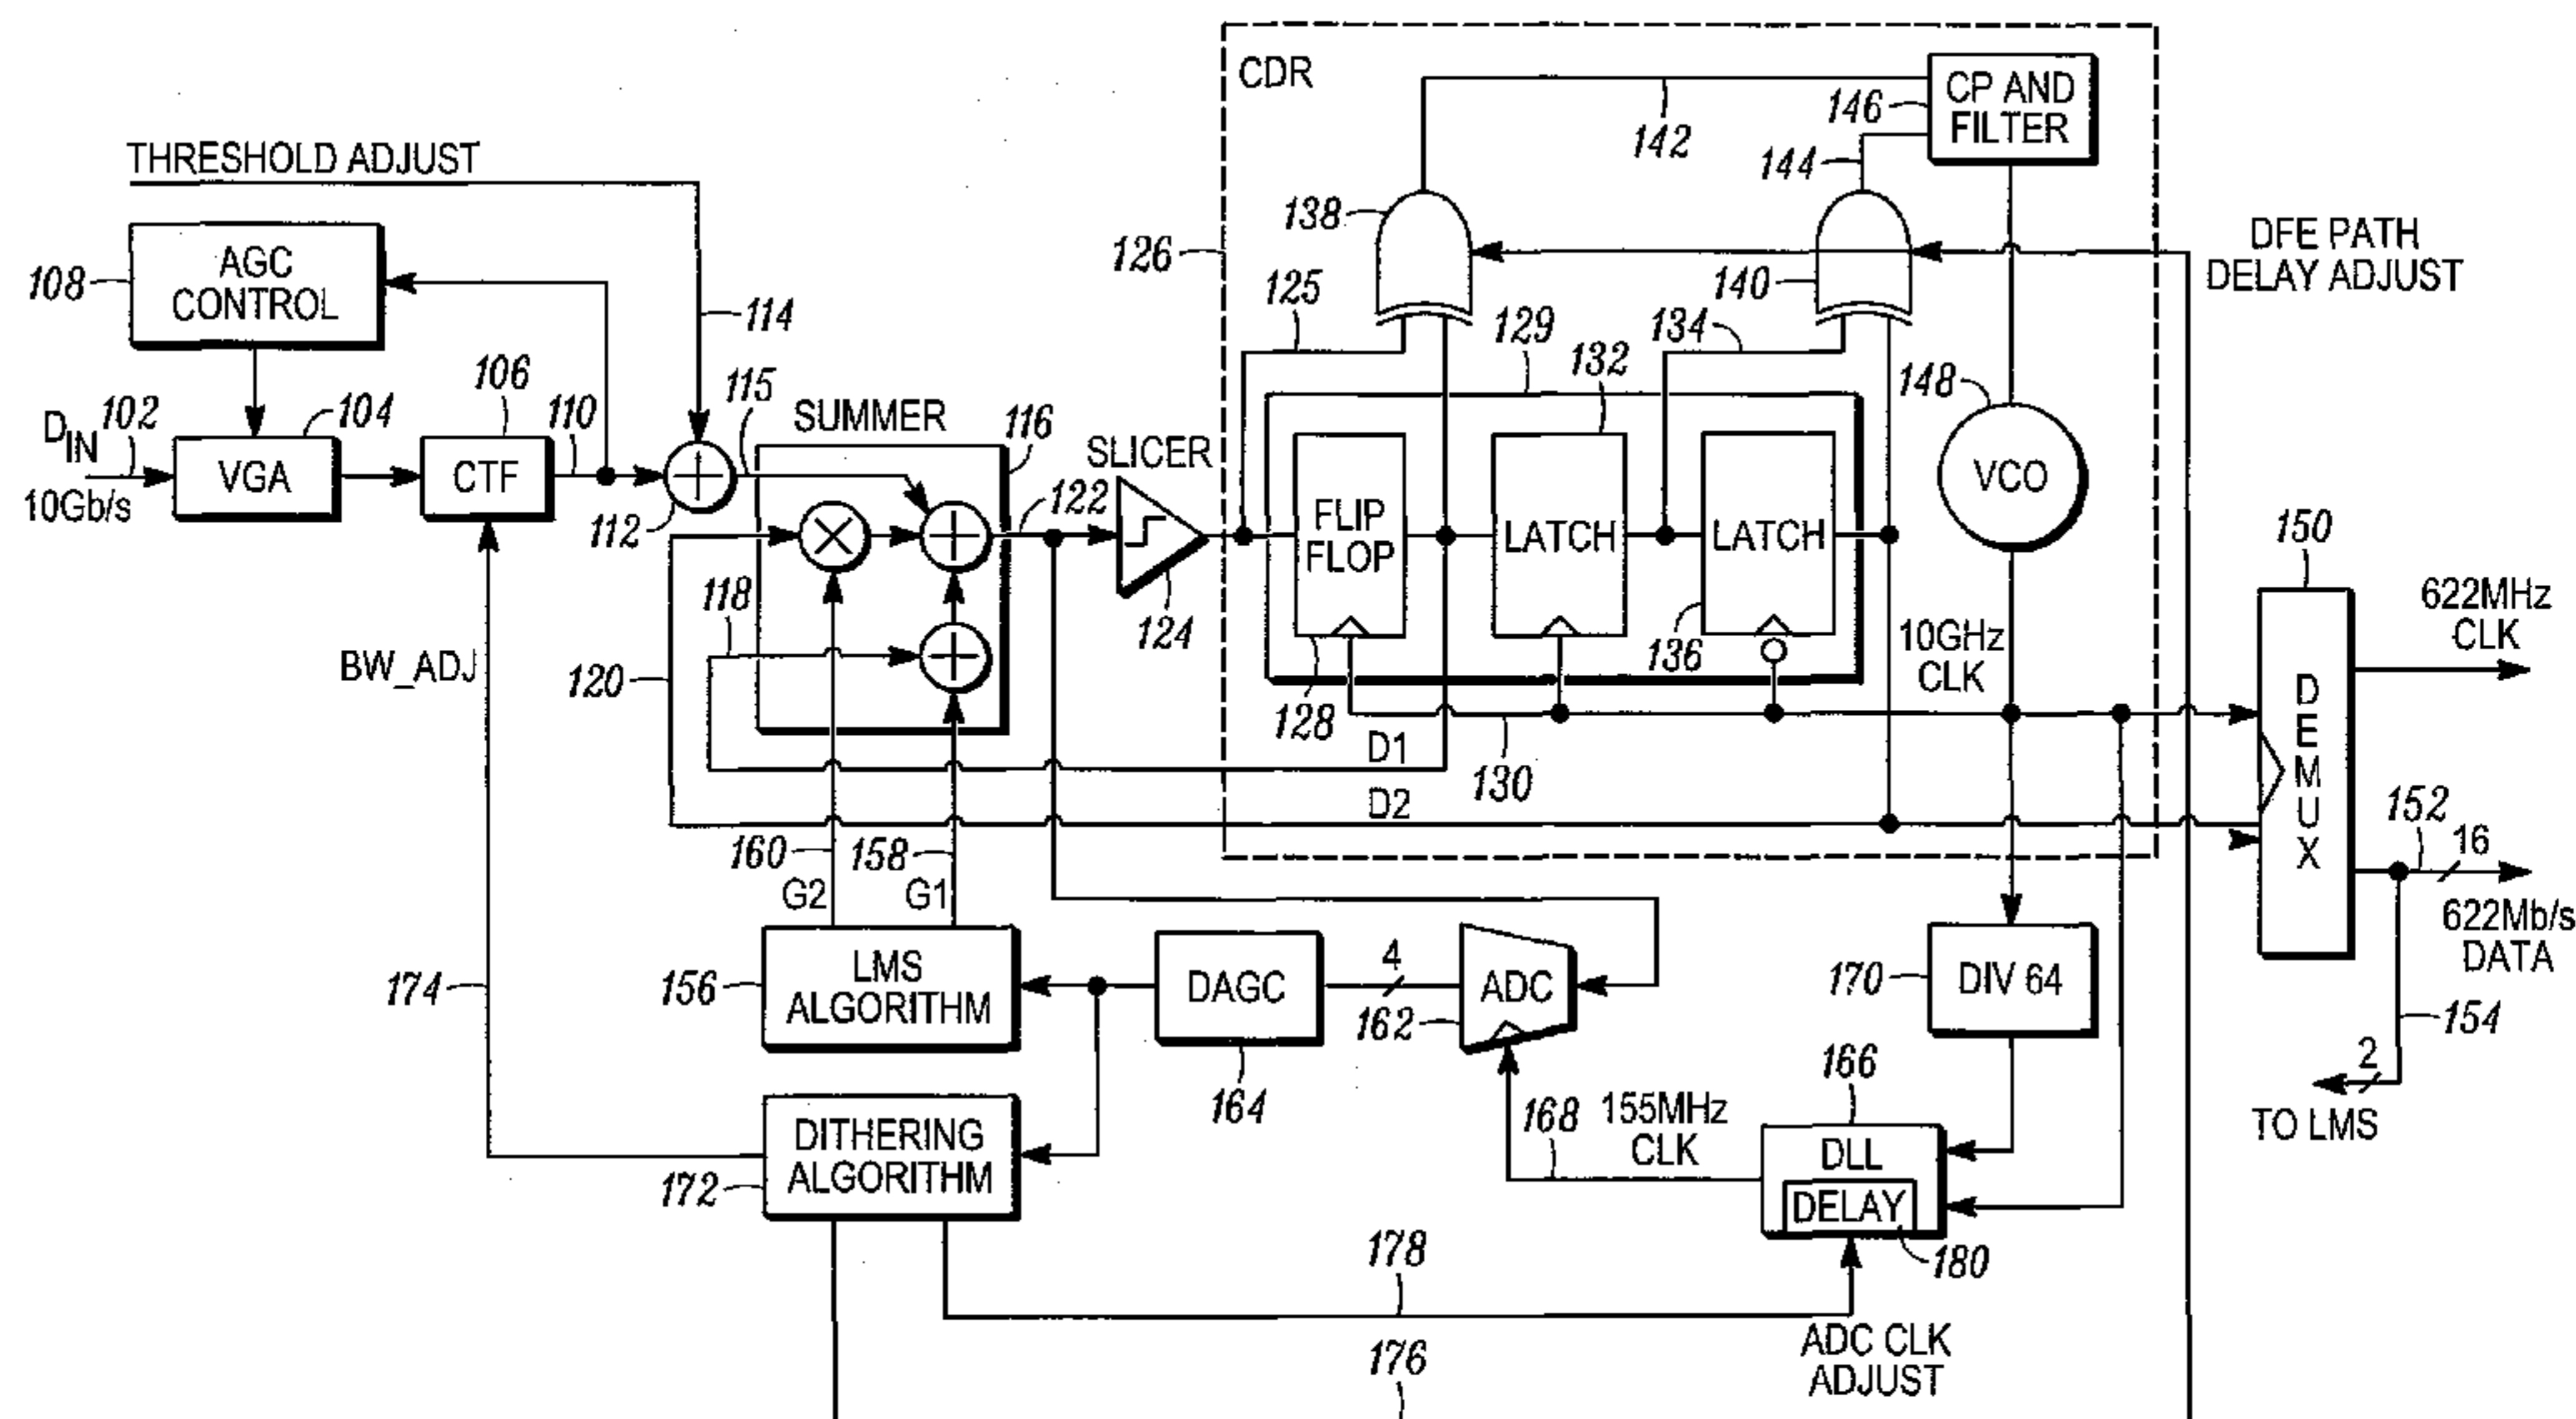 CDR
CP AND
FILTER
146
142
144
THRESHOLD ADJUST
138
126
DFE PATH
DELAY ADJUST
AGC
CONTROL
108
140
125
114
129
134
106
132
148
115
104
110
D_IN
102
SUMMER
116
SLICER
VGA
CTF
VCO
10Gb/s
122
112
FLIP
FLOP
LATCH
LATCH
150
118
124
622MHz
CLK
BW_ADJ
120
136
10GHz
CLK
128
DEMUX
D1
130
D2
152
16
160
158
G2
G1
622Mb/s
DATA
LMS
ALGORITHM
156
174
DAGC
4
ADC
162
170
DIV 64
154
2
TO LMS
164
166
168
155MHz
CLK
DITHERING
ALGORITHM
172
DLL
DELAY
180
178
ADC CLK
ADJUST
176